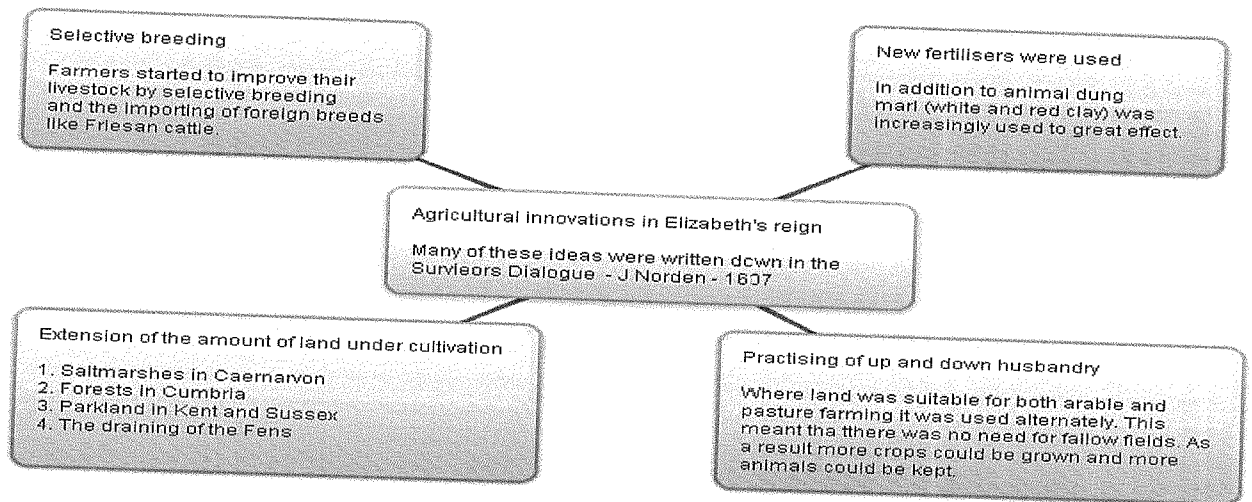 Selective breeding
Farmers started to improve their
livestock by selective breeding
and the importing of foreign breeds
like Friesan cattle.
New fertilisers were used
In addition to animal dung
marl (white and red clay) was
increasingly used to great effect.
Agricultural innovations in Elizabeth's reign
Many of these ideas were written down in the
Survieors Dialogue - J Norden - 1607
Extension of the amount of land under cultivation
1. Saltmarshes in Caernarvon
2. Forests in Cumbria
3. Parkland in Kent and Sussex
4. The draining of the Fens
Practising of up and down husbandry
Where land was suitable for both arable and
pasture farming it was used alternately. This
meant tha tthere was no need for fallow fields. As
a result more crops could be grown and more
animals could be kept.